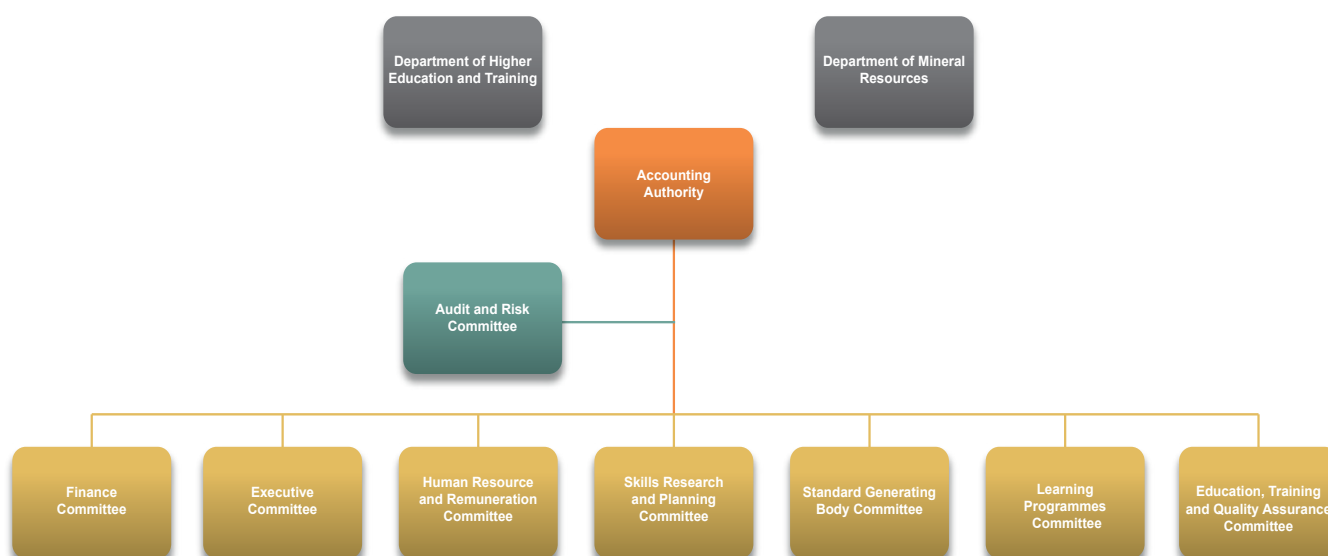 Department of Higher
Education and Training
Department of Mineral
Resources
Accounting
Authority
Audit and Risk
Committee
Finance
Committee
Executive
Committee
Human Resource
and Remuneration
Committee
Skills Research
and Planning
Committee
Standard Generating
Body Committee
Learning
Programmes
Committee
Education, Training
and Quality Assurance
Committee